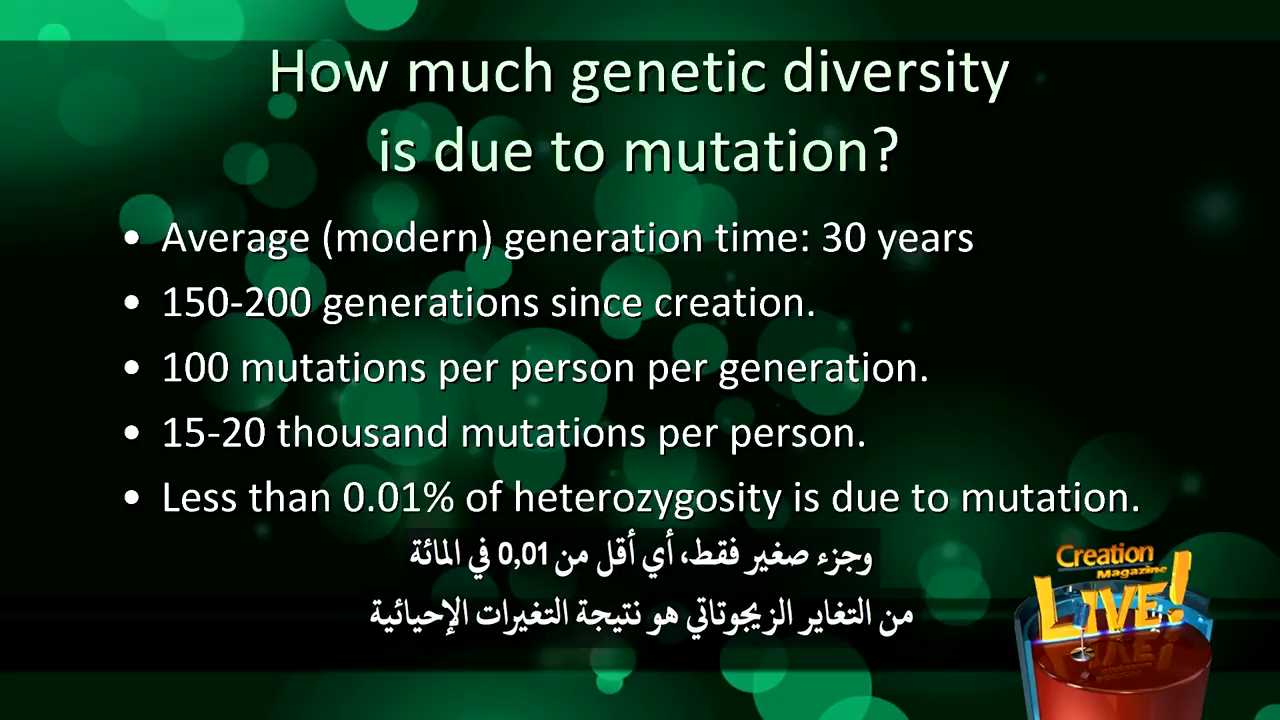 How much genetic diversity
is due to mutation?
• Average (modern) generation time: 30 years
• 150-200 generations since creation.
• 100 mutations per person per generation.
• 15-20 thousand mutations per person.
• Less than 0.01% of heterozygosity is due to mutation.
وجزء صغير فقط، أي أقل من 0,01 في المائة
من التغاير الزيجوتاتي هو نتيجة التغيرات الإحيائية
Creation
Magazine
LIVE!